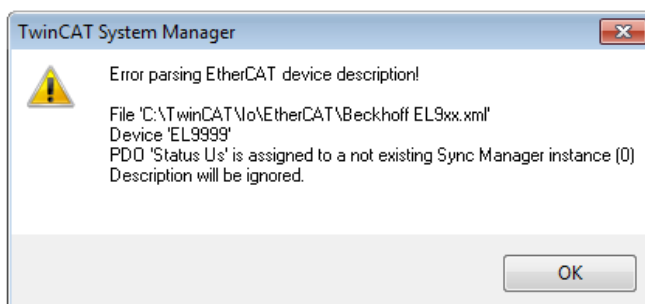 TwinCAT System Manager
Error parsing EtherCAT device description!
File 'C:\TwinCAT\Io\EtherCAT\Beckhoff EL9xx.xml'
Device 'EL9999'
PDO 'Status Us' is assigned to a not existing Sync Manager instance (0)
Description will be ignored.
OK